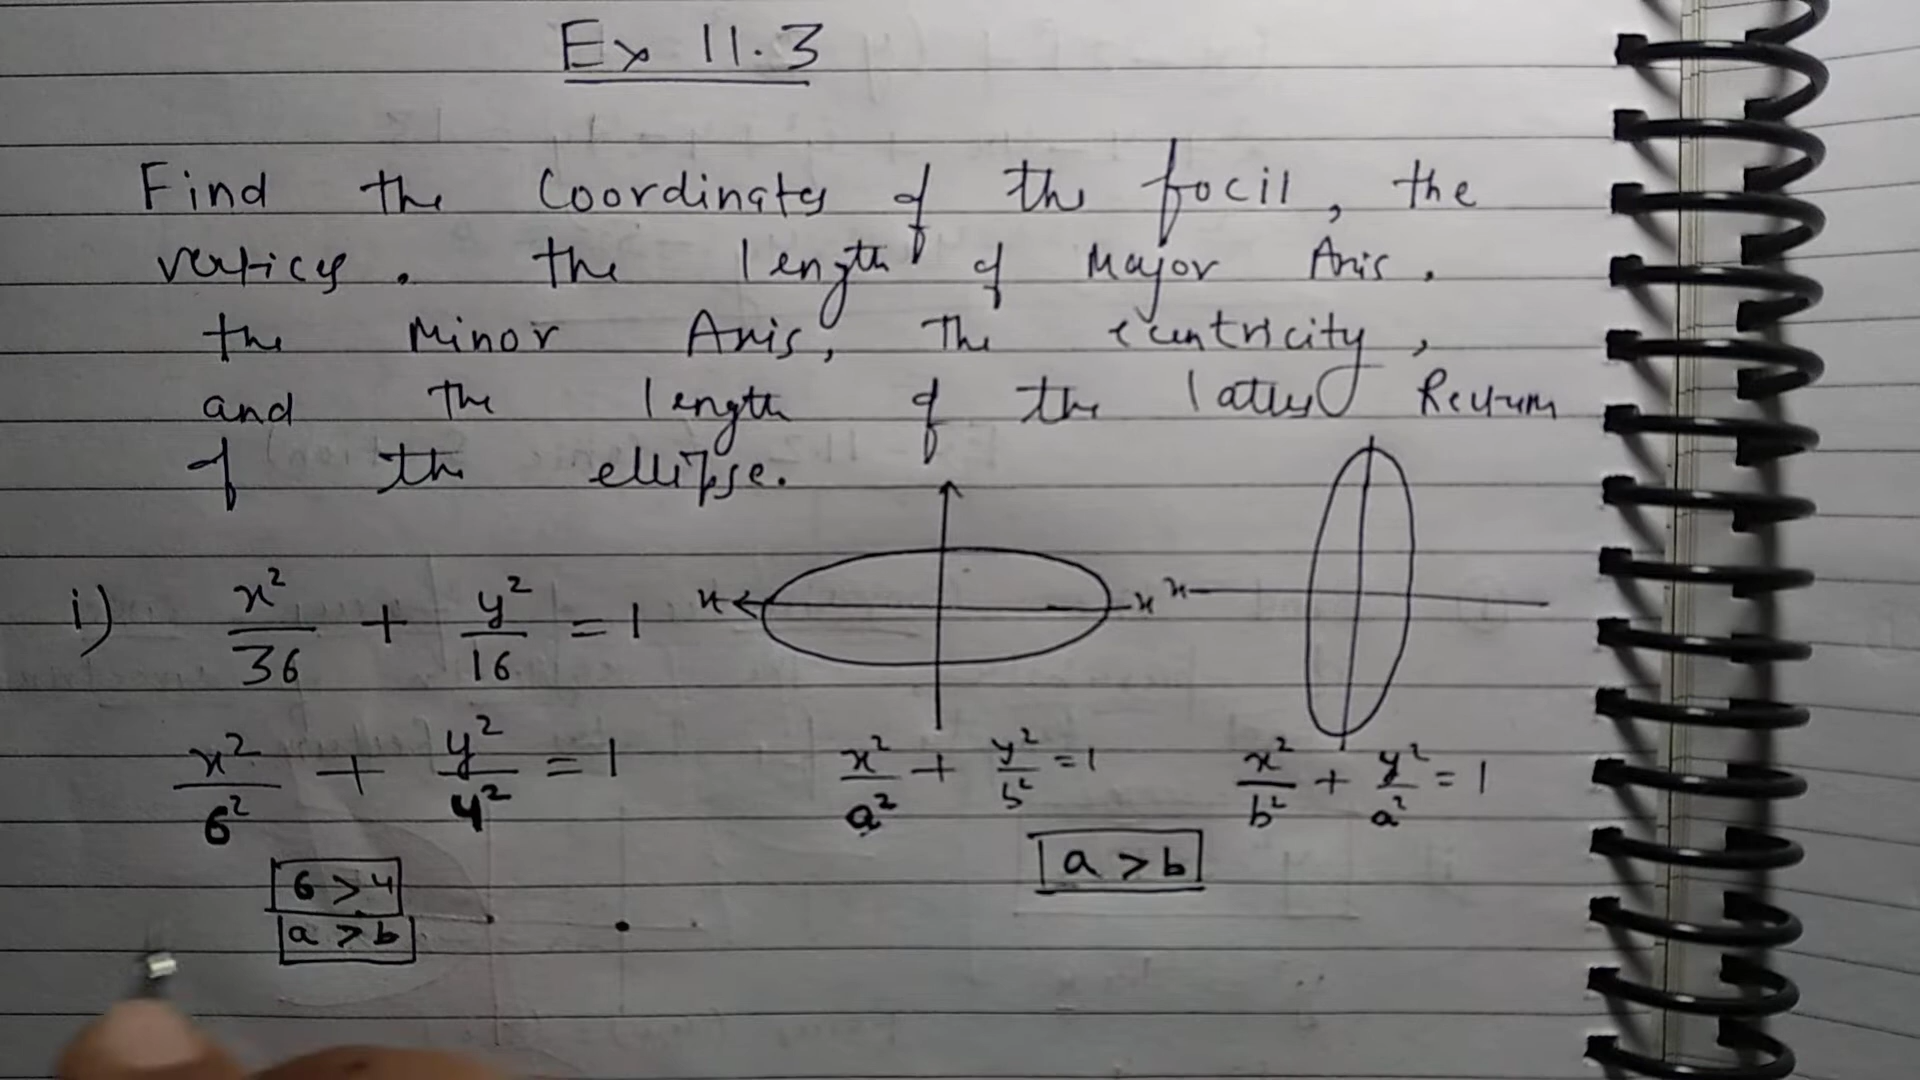 Ex 11.3
Find the Coordinates of the focil, the
vertices. the length of Major Axis.
the Minor Axis, The eccentricity,
and The length of the latus Rectum
of the ellipse.
i) x²/36 + y²/16 = 1
x x x
x²/6² + y²/4² = 1
x²/a² + y²/b² = 1
x²/b² + y²/a² = 1
6 > 4
a > b
a > b